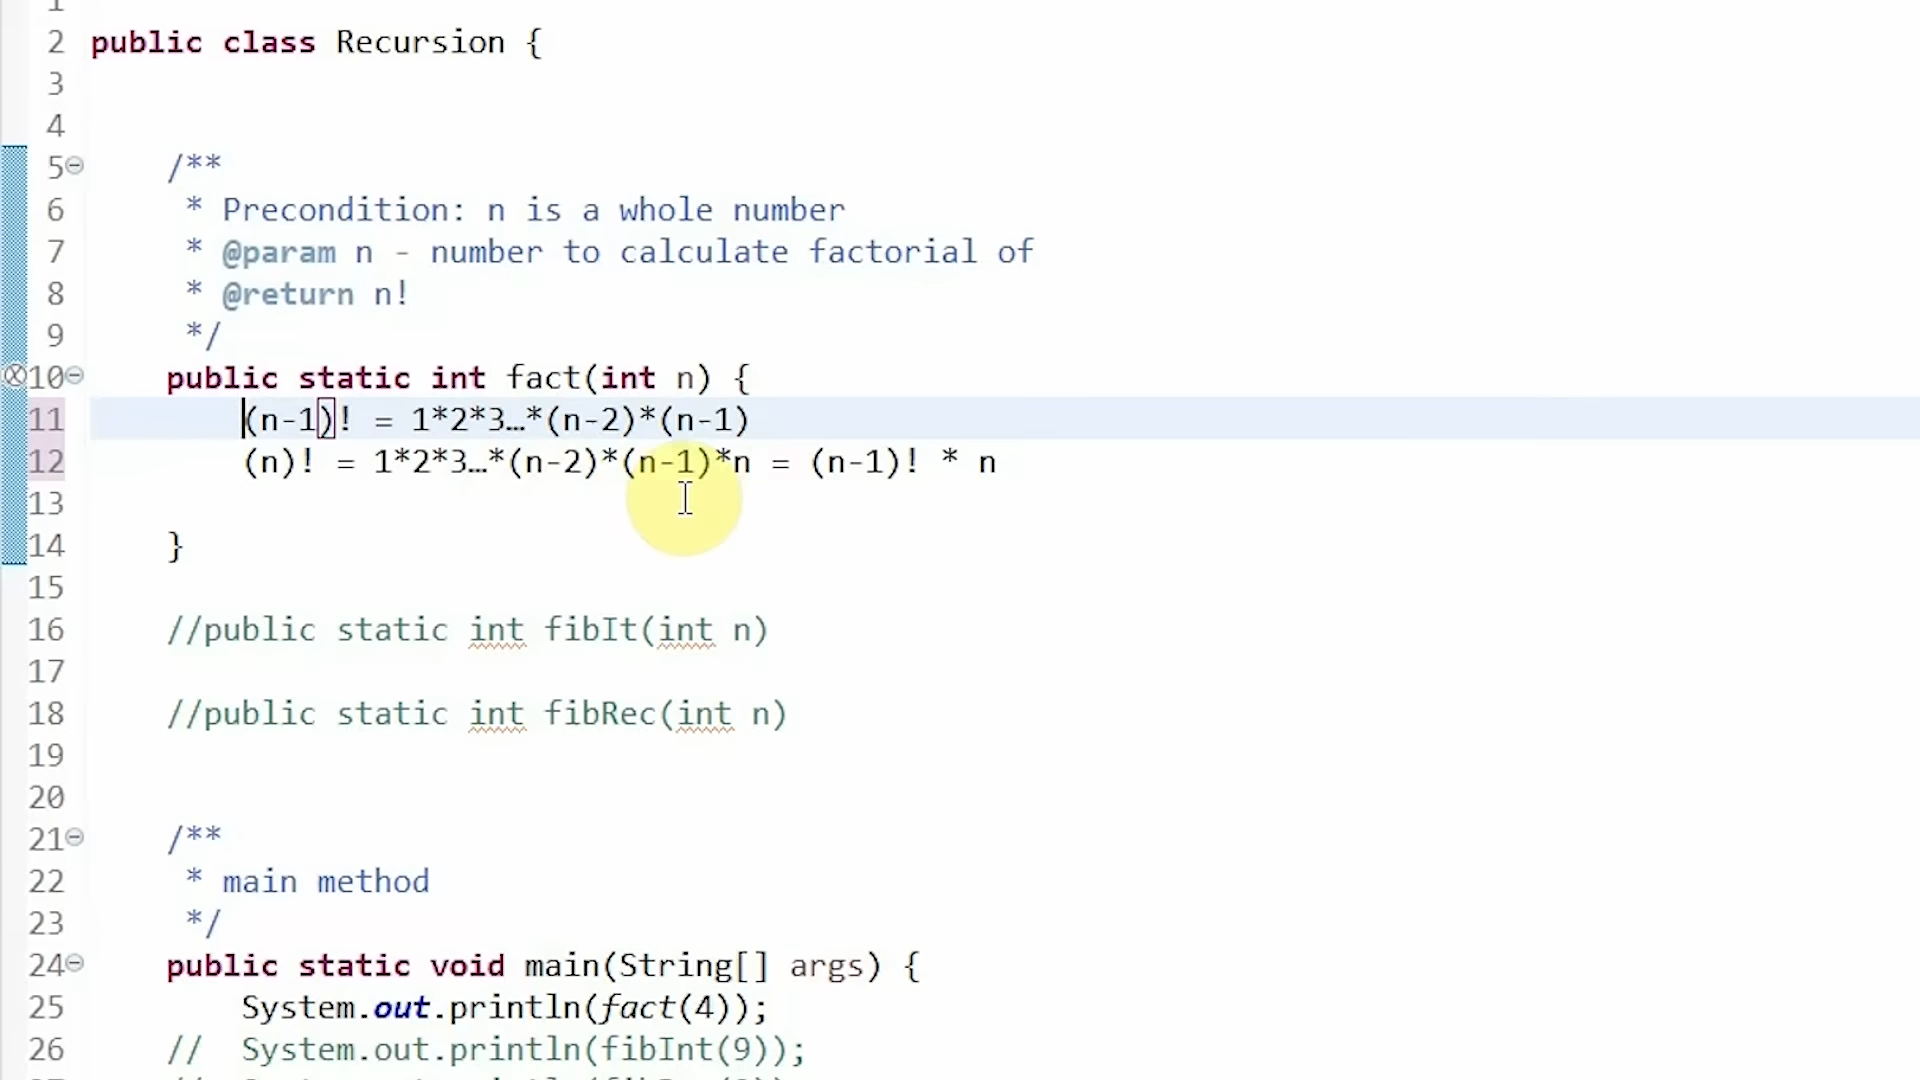 1
2 public class Recursion {
3
4
5 /**
6 * Precondition: n is a whole number
7 * @param n - number to calculate factorial of
8 * @return n!
9 */
10 public static int fact(int n) {
11 (n-1)! = 1*2*3…*(n-2)*(n-1)
12 (n)! = 1*2*3…*(n-2)*(n-1)*n = (n-1)! * n
13
14 }
15
16 //public static int fibIt(int n)
17
18 //public static int fibRec(int n)
19
20
21 /**
22 * main method
23 */
24 public static void main(String[] args) {
25 System.out.println(fact(4));
26 // System.out.println(fibInt(9));